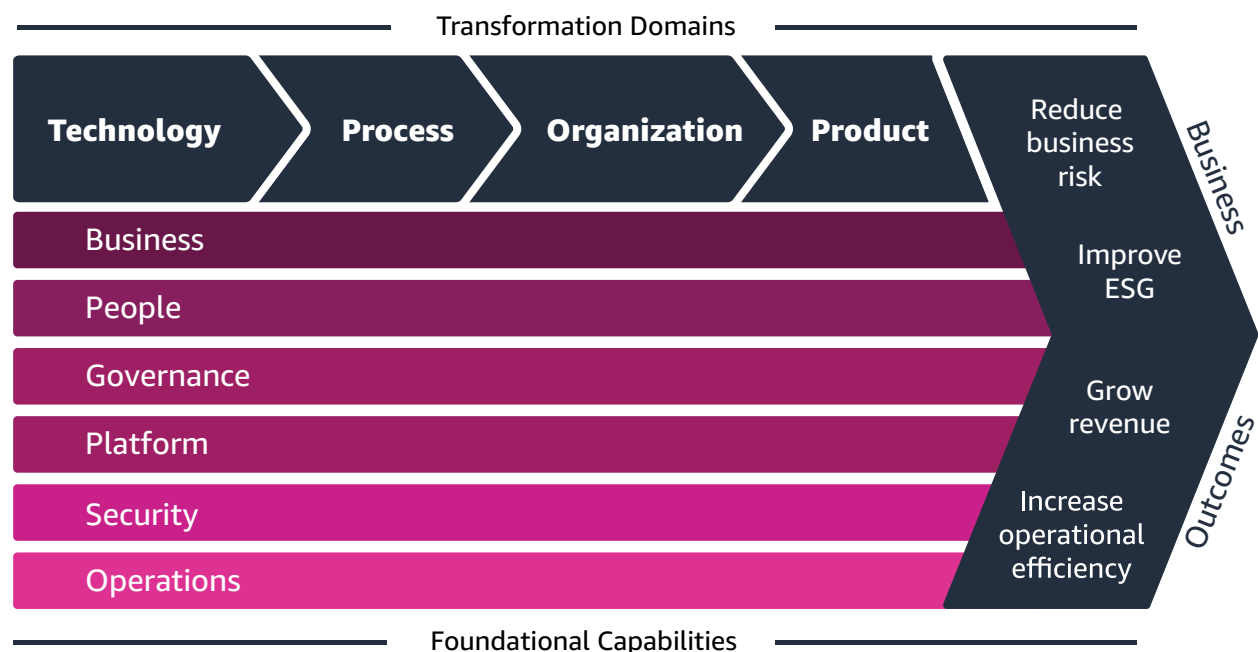 Transformation Domains
Technology
Process
Organization
Product
Reduce
business
risk
Improve
ESG
Grow
revenue
Increase
operational
efficiency
Business
Outcomes
Business
People
Governance
Platform
Security
Operations
Foundational Capabilities